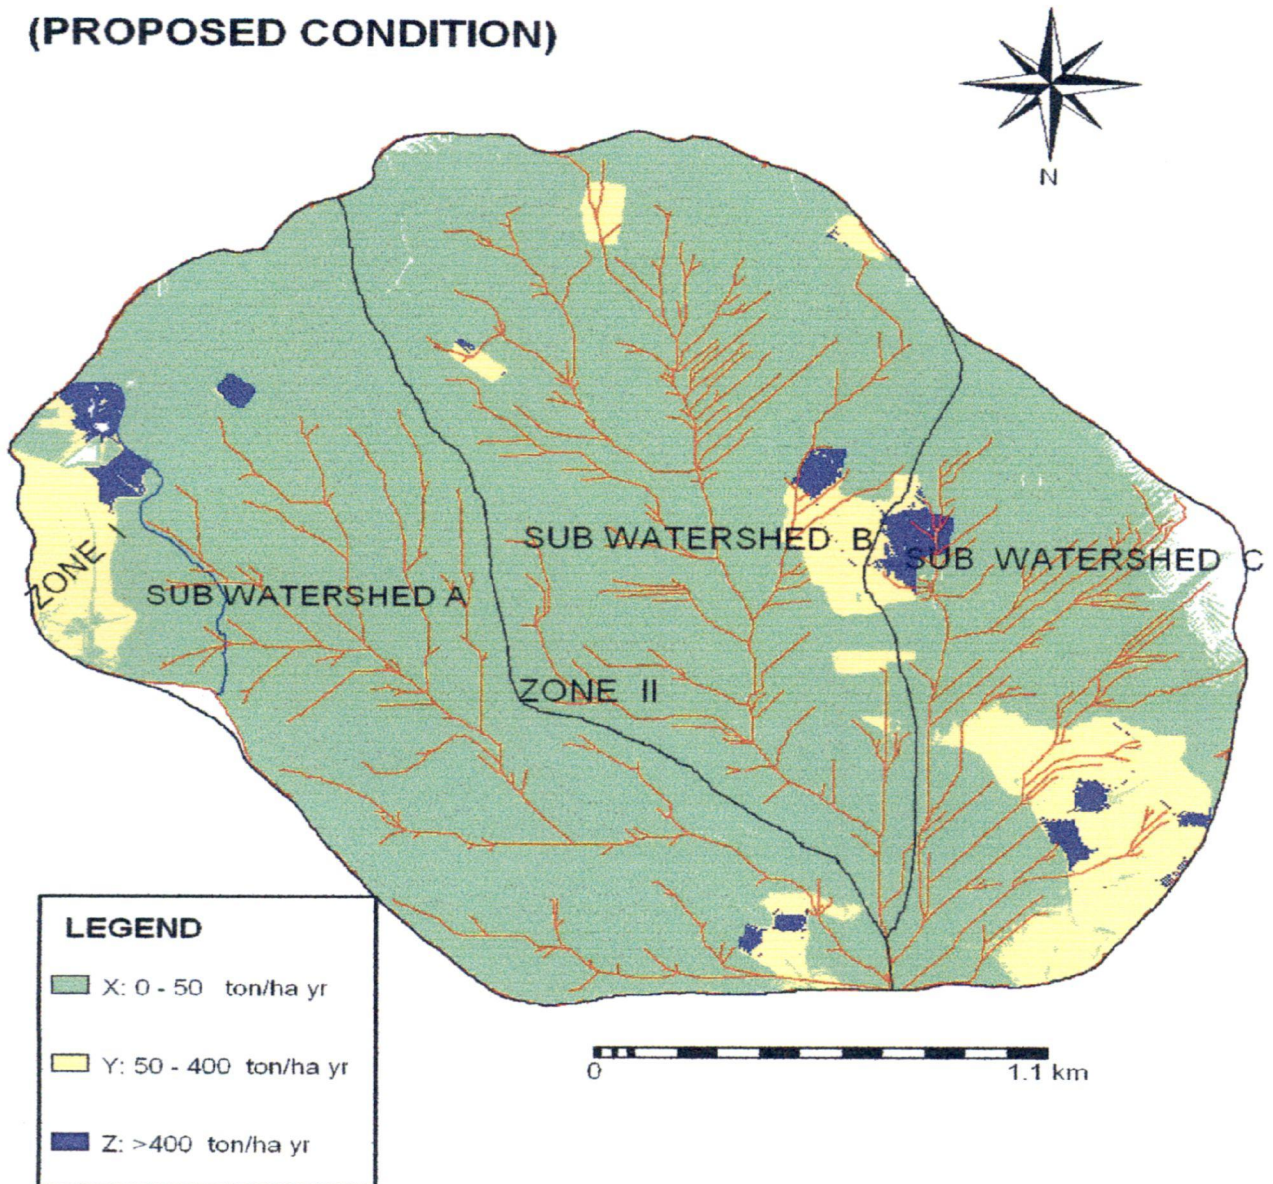 (PROPOSED CONDITION)
N
SUB WATERSHED B
SUB WATERSHED C
ZONE I
SUB WATERSHED A
ZONE II
LEGEND
X: 0 - 50 ton/ha yr
Y: 50 - 400 ton/ha yr
Z: >400 ton/ha yr
0
1.1 km